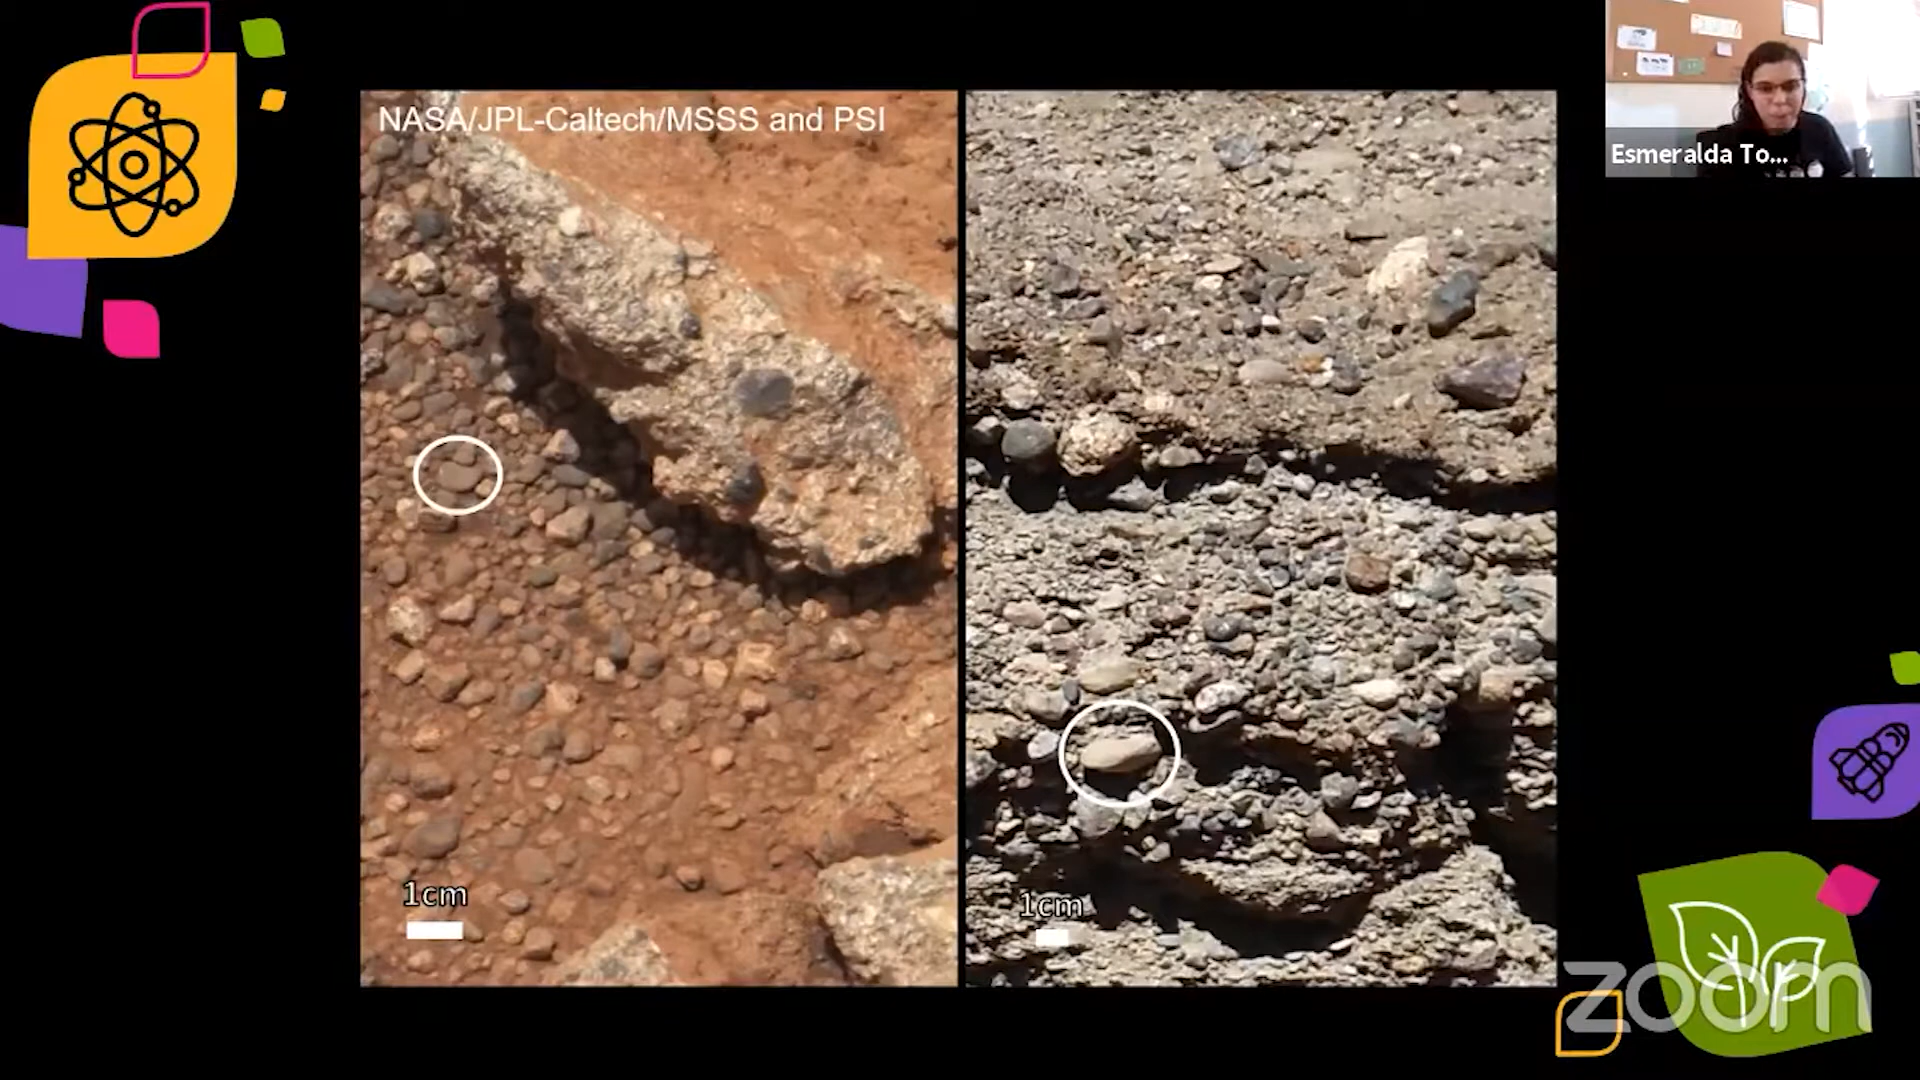 NASA/JPL-Caltech/MSSS and PSI
Esmeralda To...
1cm
1cm
zoom